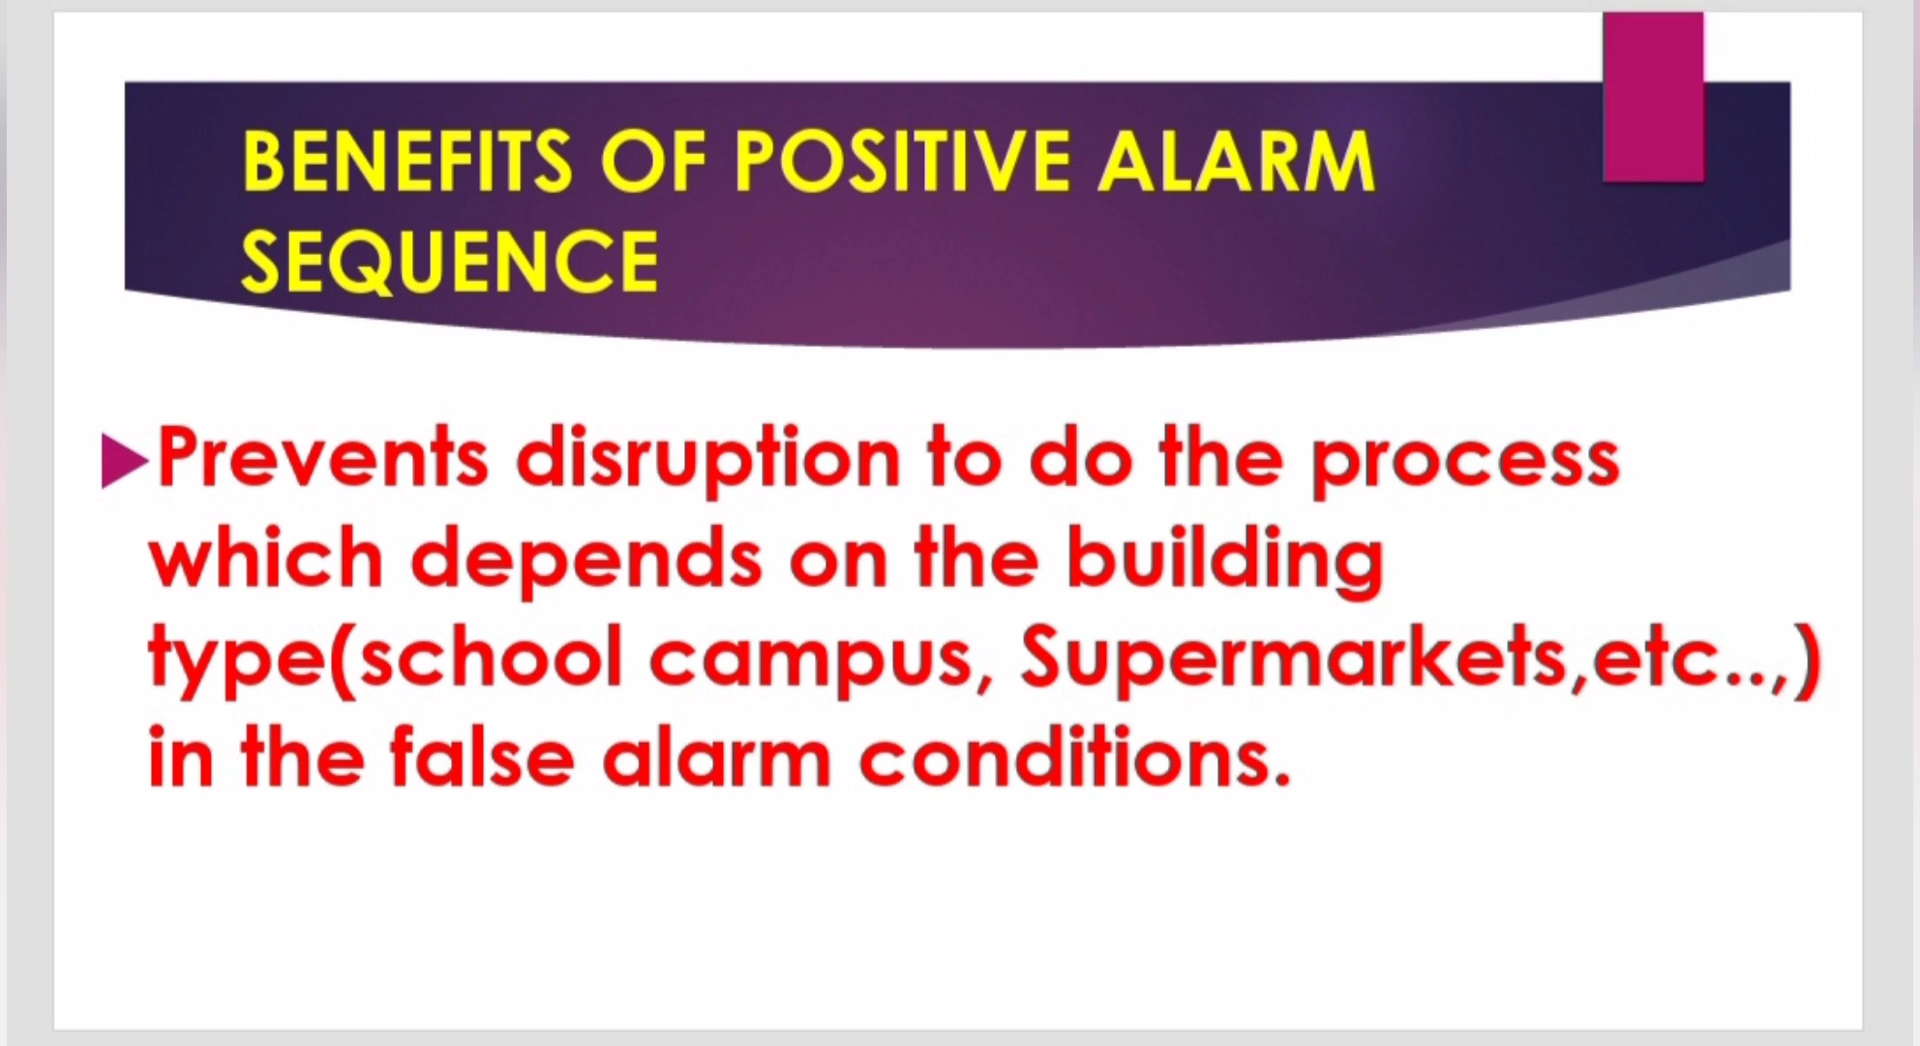 BENEFITS OF POSITIVE ALARM
SEQUENCE
Prevents disruption to do the process
which depends on the building
type(school campus, Supermarkets,etc..,)
in the false alarm conditions.